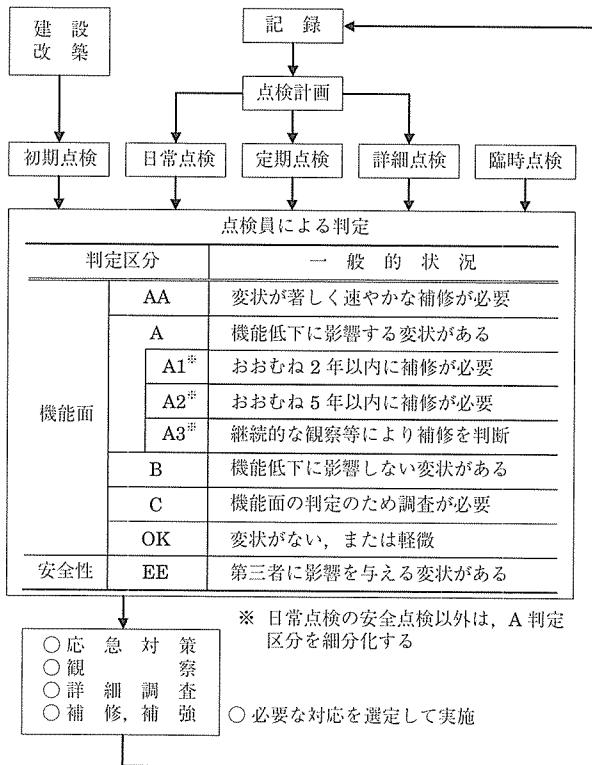 建設
改築
記録
点検計画
初期点検
日常点検
定期点検
詳細点検
臨時点検
点検員による判定
判定区分 一般的状況
機能面
AA 変状が著しく速やかな補修が必要
A 機能低下に影響する変状がある
A1※ おおむね2年以内に補修が必要
A2※ おおむね5年以内に補修が必要
A3※ 継続的な観察等により補修を判断
B 機能低下に影響しない変状がある
C 機能面の判定のため調査が必要
OK 変状がない，または軽微
安全性 EE 第三者に影響を与える変状がある
※ 日常点検の安全点検以外は，A判定
区分を細分化する
○応急対策
○観察
○詳細調査
○補修，補強
○必要な対応を選定して実施